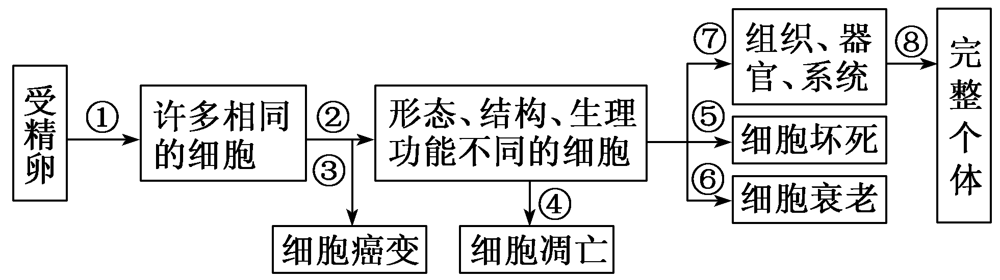 受精卵
①
许多相同
的细胞
②
③
细胞癌变
形态、结构、生理
功能不同的细胞
④
细胞凋亡
⑦
组织、器
官、系统
⑤
细胞坏死
⑥
细胞衰老
⑧
完整个体